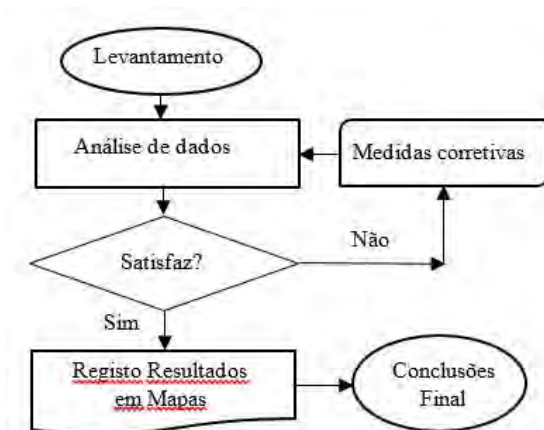 Levantamento
Análise de dados
Medidas corretivas
Satisfaz?
Não
Sim
Registo Resultados
em Mapas
Conclusões
Final